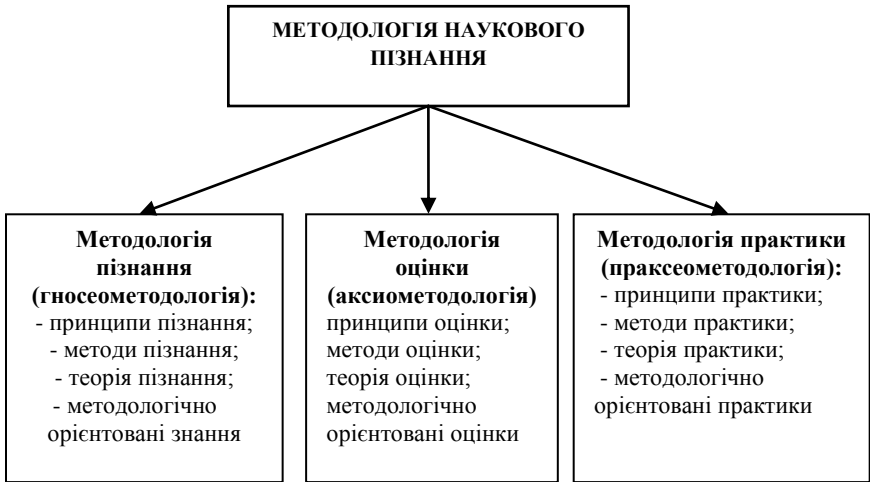 МЕТОДОЛОГІЯ НАУКОВОГО
ПІЗНАННЯ
Методологія
пізнання
(гносеометодологія):
- принципи пізнання;
- методи пізнання;
- теорія пізнання;
- методологічно
орієнтовані знання
Методологія
оцінки
(аксиометодологія)
принципи оцінки;
методи оцінки;
теорія оцінки;
методологічно
орієнтовані оцінки
Методологія практики
(праксеометодологія):
- принципи практики;
- методи практики;
- теорія практики;
- методологічно
орієнтовані практики